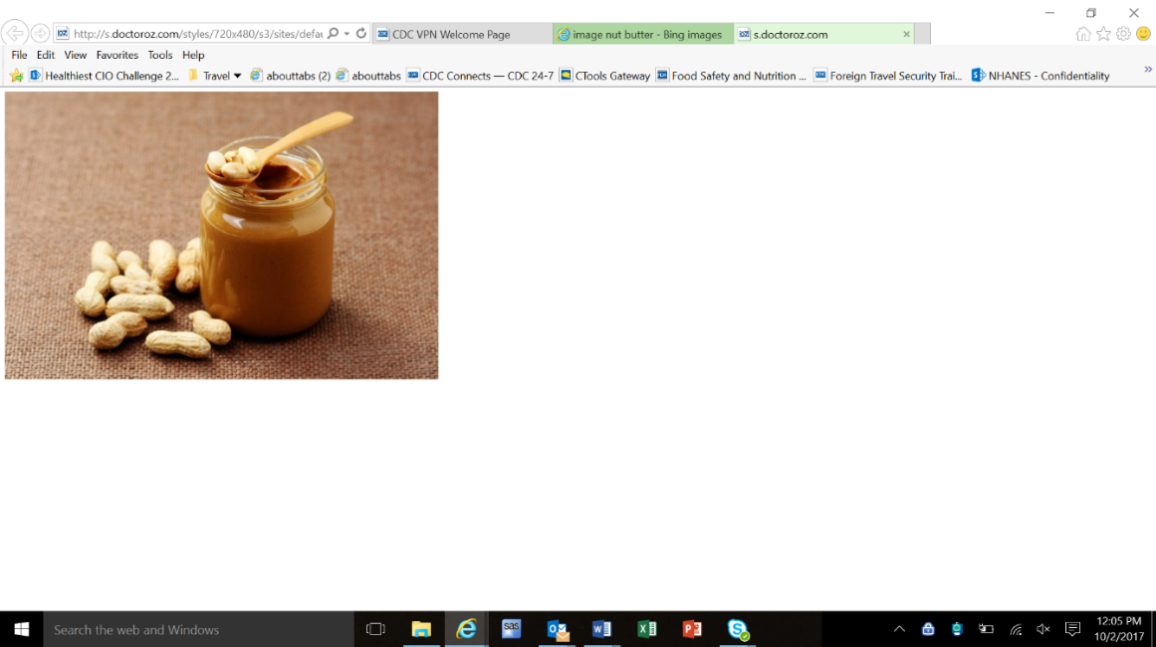 http://s.doctoroz.com/styles/720x480/s3/sites/defau
CDC VPN Welcome Page
image nut butter - Bing images
s.doctoroz.com
File Edit View Favorites Tools Help
Healthiest CIO Challenge 2... Travel abouttabs (2) abouttabs CDC Connects — CDC 24-7 CTools Gateway Food Safety and Nutrition ... Foreign Travel Security Trai... NHANES - Confidentiality
Search the web and Windows
sas
12:05 PM
10/2/2017